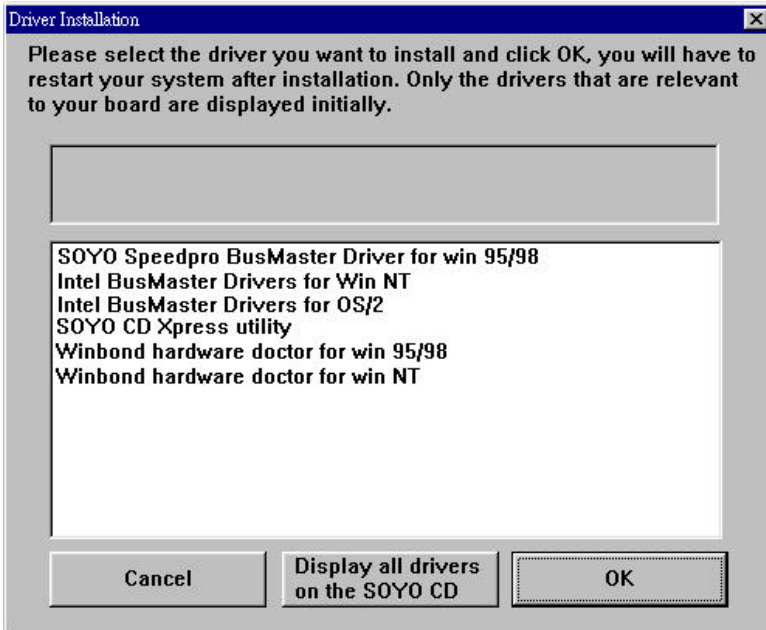 Driver Installation
Please select the driver you want to install and click OK, you will have to
restart your system after installation. Only the drivers that are relevant
to your board are displayed initially.
SOYO Speedpro BusMaster Driver for win 95/98
Intel BusMaster Drivers for Win NT
Intel BusMaster Drivers for OS/2
SOYO CD Xpress utility
Winbond hardware doctor for win 95/98
Winbond hardware doctor for win NT
Cancel
Display all drivers
on the SOYO CD
OK